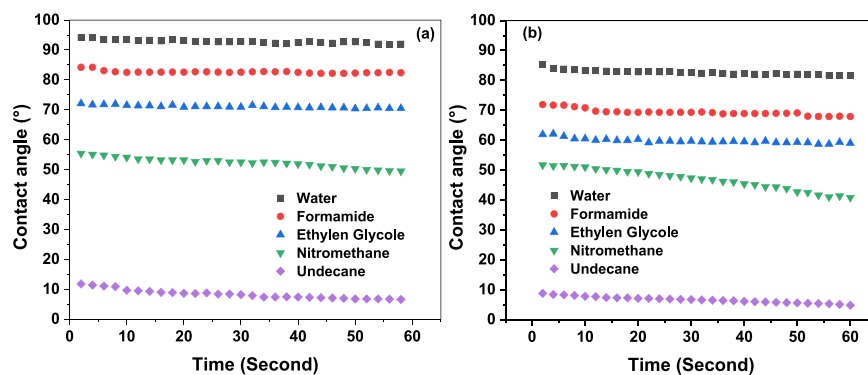 100
90
80
70
60
50
40
30
20
10
0
Contact angle (°)
(a)
Water
Formamide
Ethylen Glycole
Nitromethane
Undecane
0 10 20 30 40 50 60
Time (Second)
100
90
80
70
60
50
40
30
20
10
0
Contact angle (°)
(b)
Water
Formamide
Ethylen Glycole
Nitromethane
Undecane
0 10 20 30 40 50 60
Time (Second)